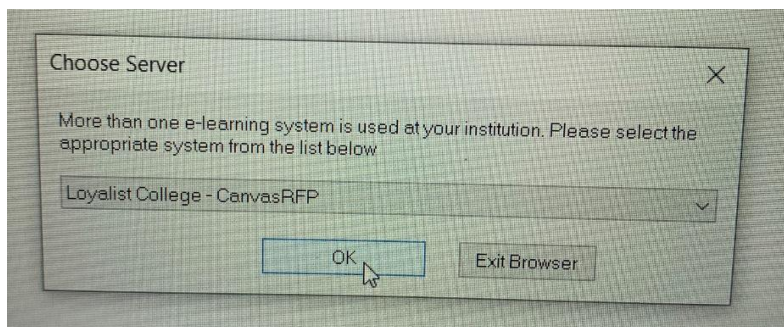 Choose Server
More than one e-learning system is used at your institution. Please select the
appropriate system from the list below
Loyalist College - CanvasRFP
OK
Exit Browser